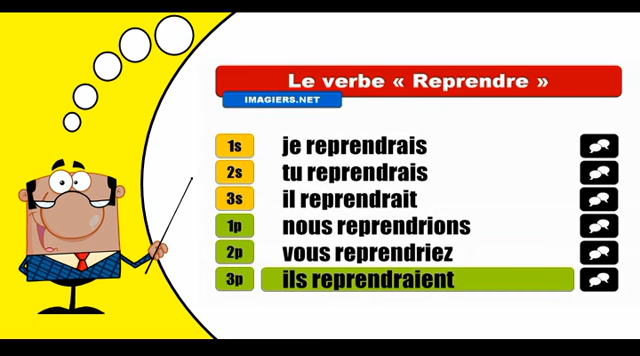 Le verbe « Reprendre »
IMAGIERS.NET
1s je reprendrais
2s tu reprendrais
3s il reprendrait
1p nous reprendrions
2p vous reprendriez
3p ils reprendraient